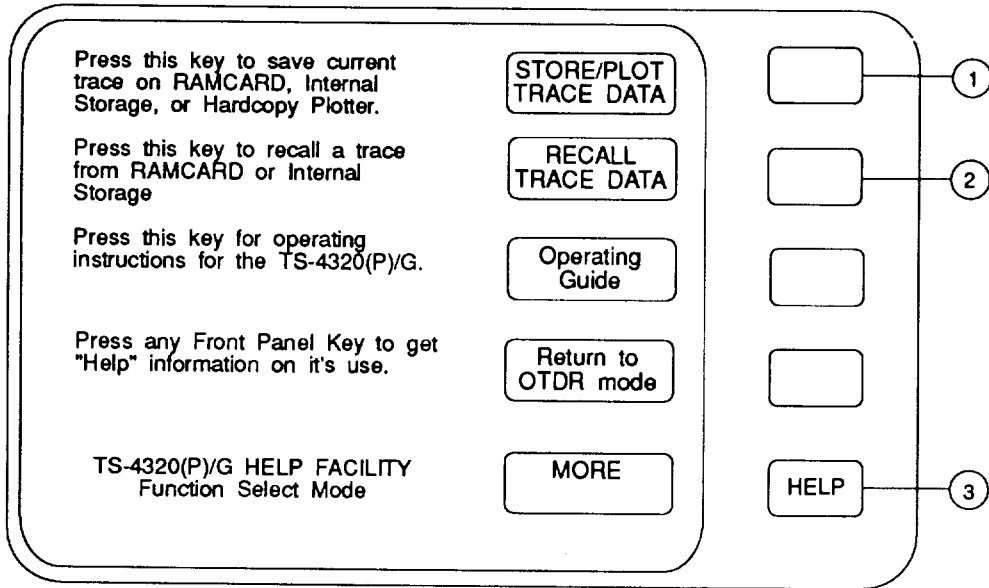 Press this key to save current
trace on RAMCARD, Internal
Storage, or Hardcopy Plotter.
STORE/PLOT
TRACE DATA
1
Press this key to recall a trace
from RAMCARD or Internal
Storage
RECALL
TRACE DATA
2
Press this key for operating
instructions for the TS-4320(P)/G.
Operating
Guide
Press any Front Panel Key to get
"Help" information on it's use.
Return to
OTDR mode
TS-4320(P)/G HELP FACILITY
Function Select Mode
MORE
HELP
3